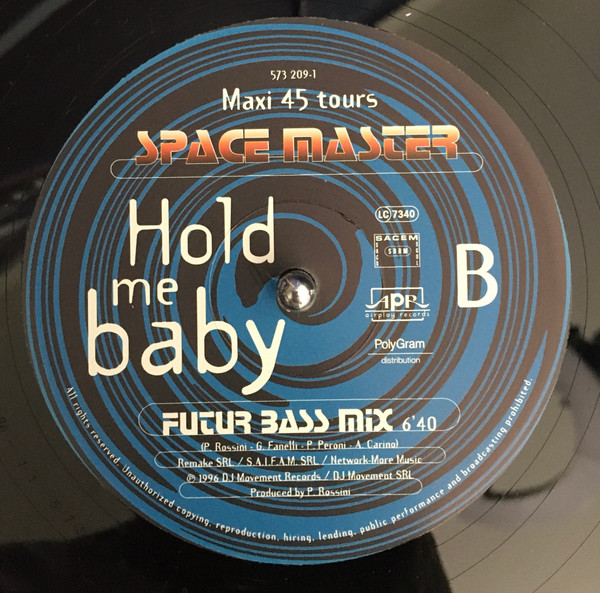 573 209-1
Maxi 45 tours
SPACE MASTER
Hold
me
baby
LC 7340
SACEM
SDRM
APR
airplay records
PolyGram
distribution
B
FUTUR BASS MIX 6'40
(P. Rossini - G. Fanelli - P. Peroni - A. Carino)
Remake SRL / S.A.I.F.A.M. SRL / Network-More Music
℗ 1996 DJ Movement Records / DJ Movement SRL
Produced by P. Rossini
All rights reserved. Unauthorized copying, reproduction, hiring, lending, public performance and broadcasting prohibited.